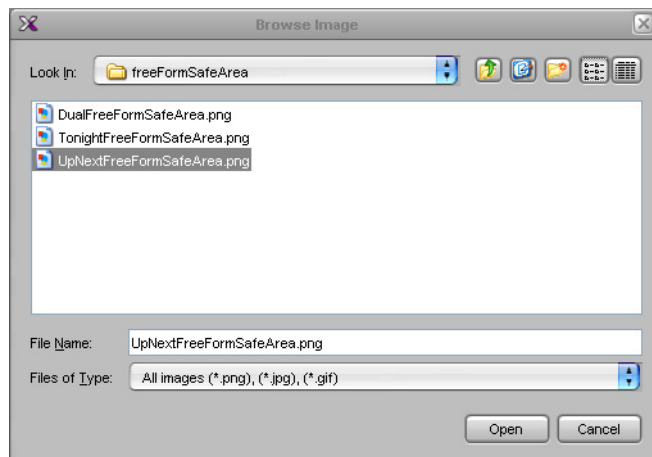 Browse Image
Look In: freeFormSafeArea
DualFreeFormSafeArea.png
TonightFreeFormSafeArea.png
UpNextFreeFormSafeArea.png
File Name: UpNextFreeFormSafeArea.png
Files of Type: All images (*.png), (*.jpg), (*.gif)
Open Cancel